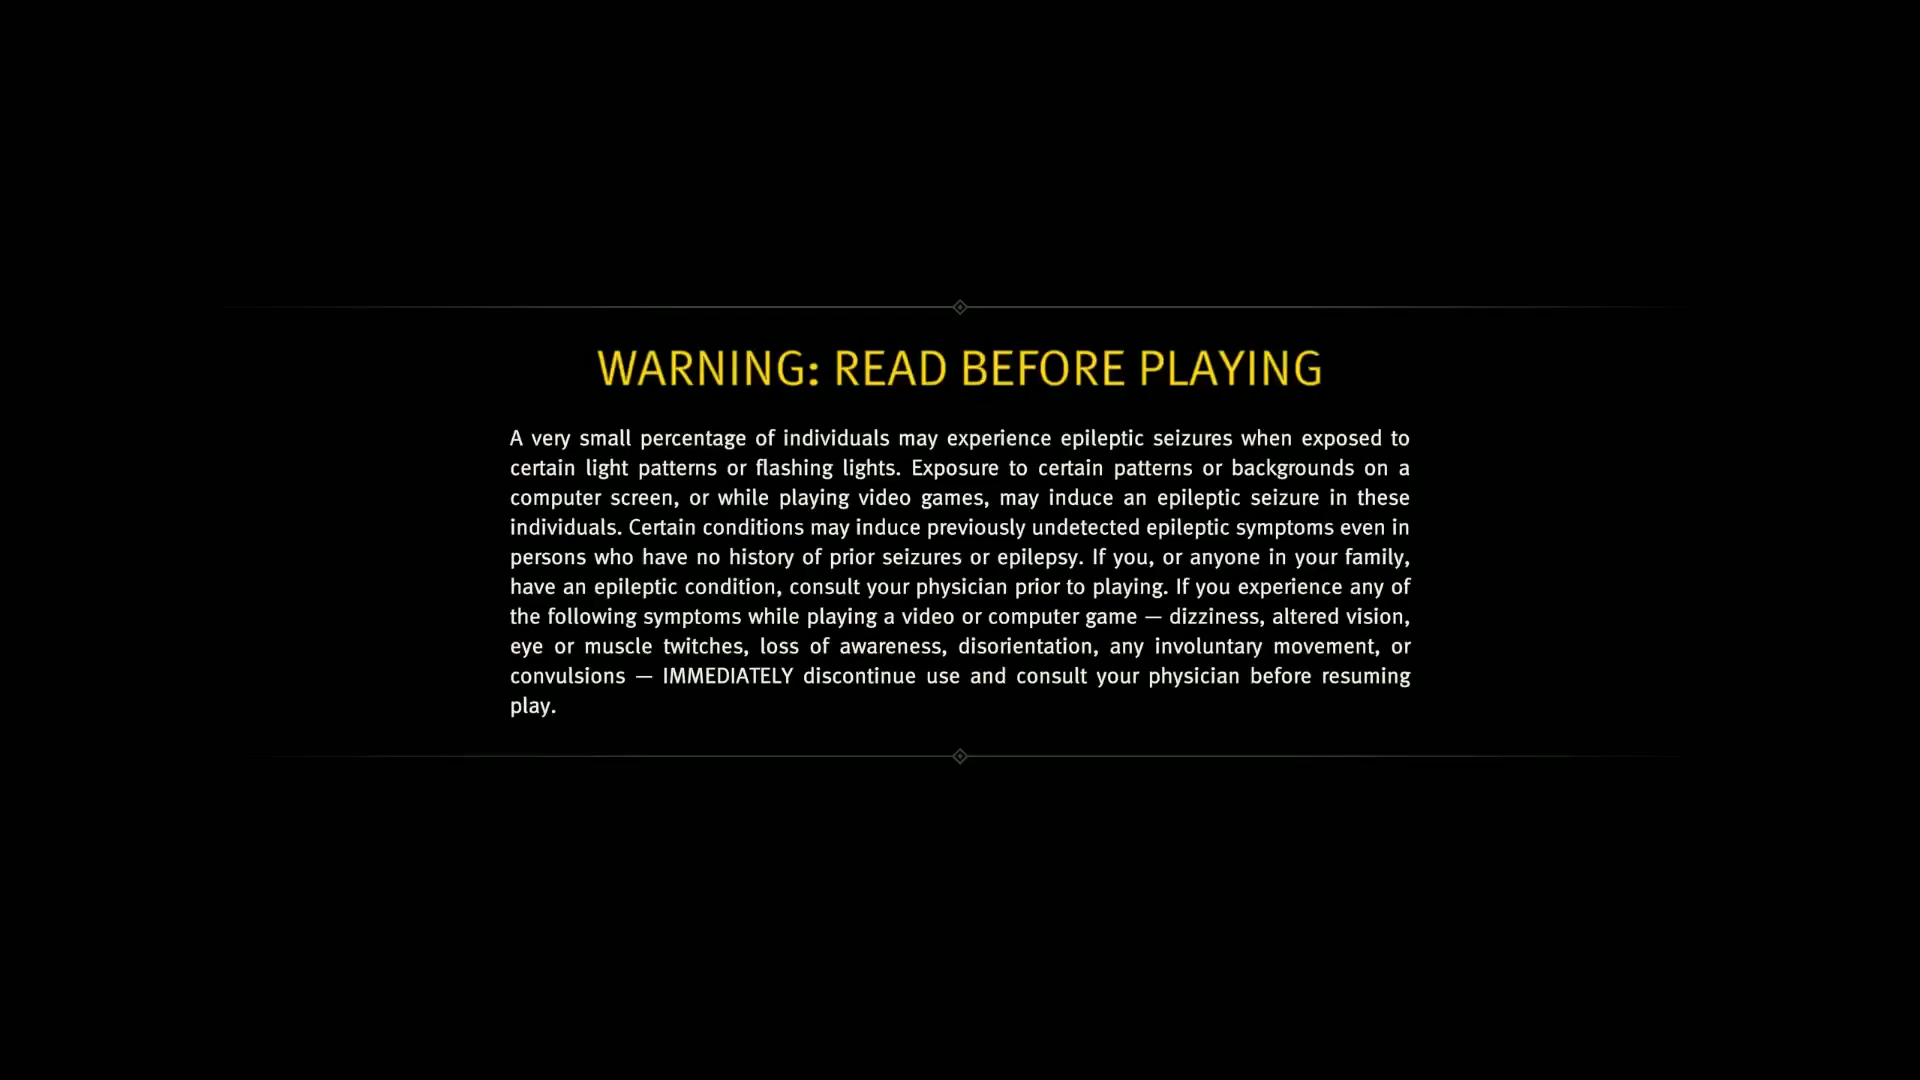 WARNING: READ BEFORE PLAYING
A very small percentage of individuals may experience epileptic seizures when exposed to
certain light patterns or flashing lights. Exposure to certain patterns or backgrounds on a
computer screen, or while playing video games, may induce an epileptic seizure in these
individuals. Certain conditions may induce previously undetected epileptic symptoms even in
persons who have no history of prior seizures or epilepsy. If you, or anyone in your family,
have an epileptic condition, consult your physician prior to playing. If you experience any of
the following symptoms while playing a video or computer game — dizziness, altered vision,
eye or muscle twitches, loss of awareness, disorientation, any involuntary movement, or
convulsions — IMMEDIATELY discontinue use and consult your physician before resuming
play.